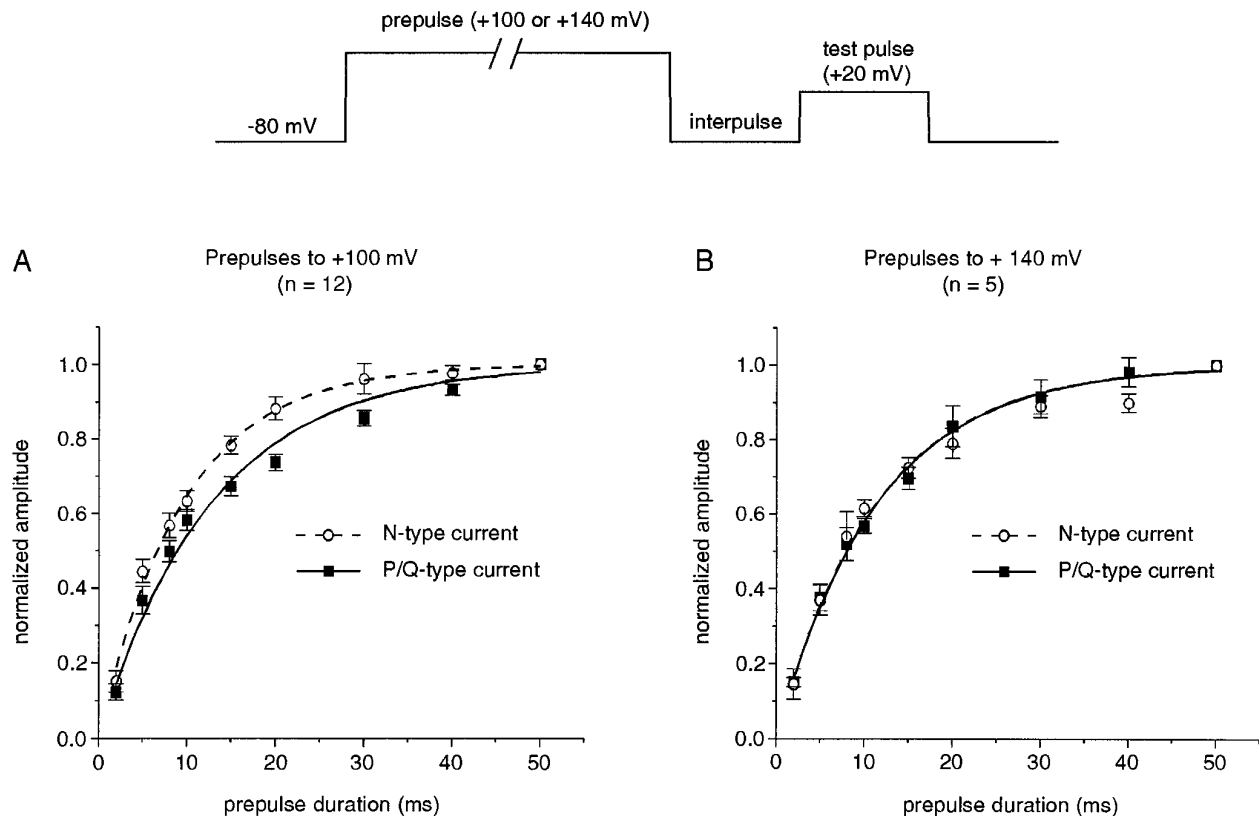 prepulse (+100 or +140 mV)
test pulse
(+20 mV)
-80 mV
interpulse
A
Prepulses to +100 mV
(n = 12)
normalized amplitude
1.0
0.8
0.6
0.4
0.2
0.0
0 10 20 30 40 50
prepulse duration (ms)
N-type current
P/Q-type current
B
Prepulses to + 140 mV
(n = 5)
normalized amplitude
1.0
0.8
0.6
0.4
0.2
0.0
0 10 20 30 40 50
prepulse duration (ms)
N-type current
P/Q-type current